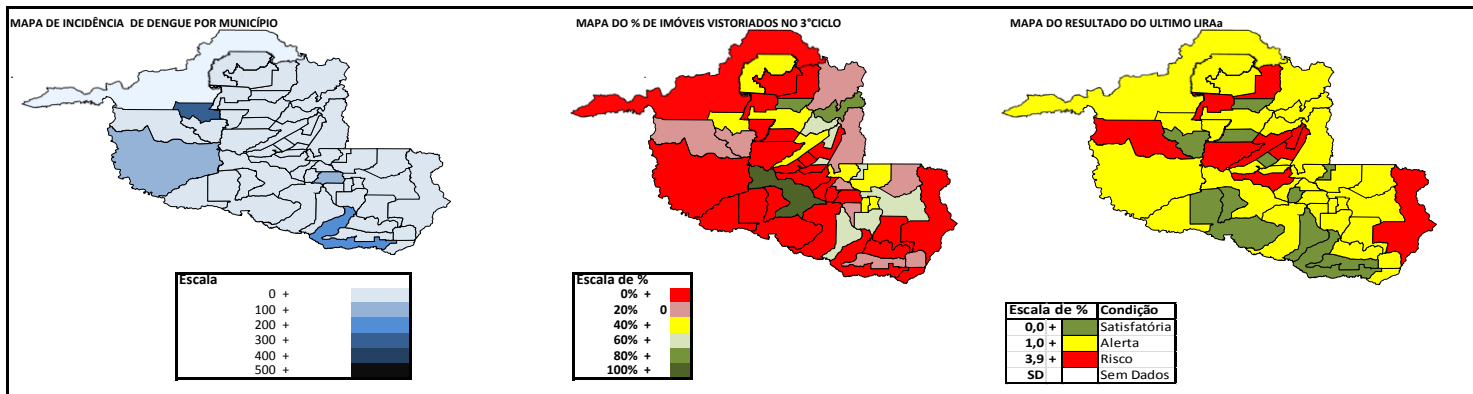 MAPA DE INCIDÊNCIA DE DENGUE POR MUNICÍPIO
Escala
0 +
100 +
200 +
300 +
400 +
500 +
MAPA DO % DE IMÓVEIS VISTORIADOS NO 3°CICLO
Escala de %
0% +
20% 0
40% +
60% +
80% +
100% +
MAPA DO RESULTADO DO ULTIMO LIRAa
Escala de % Condição
0,0 + Satisfatória
1,0 + Alerta
3,9 + Risco
SD Sem Dados